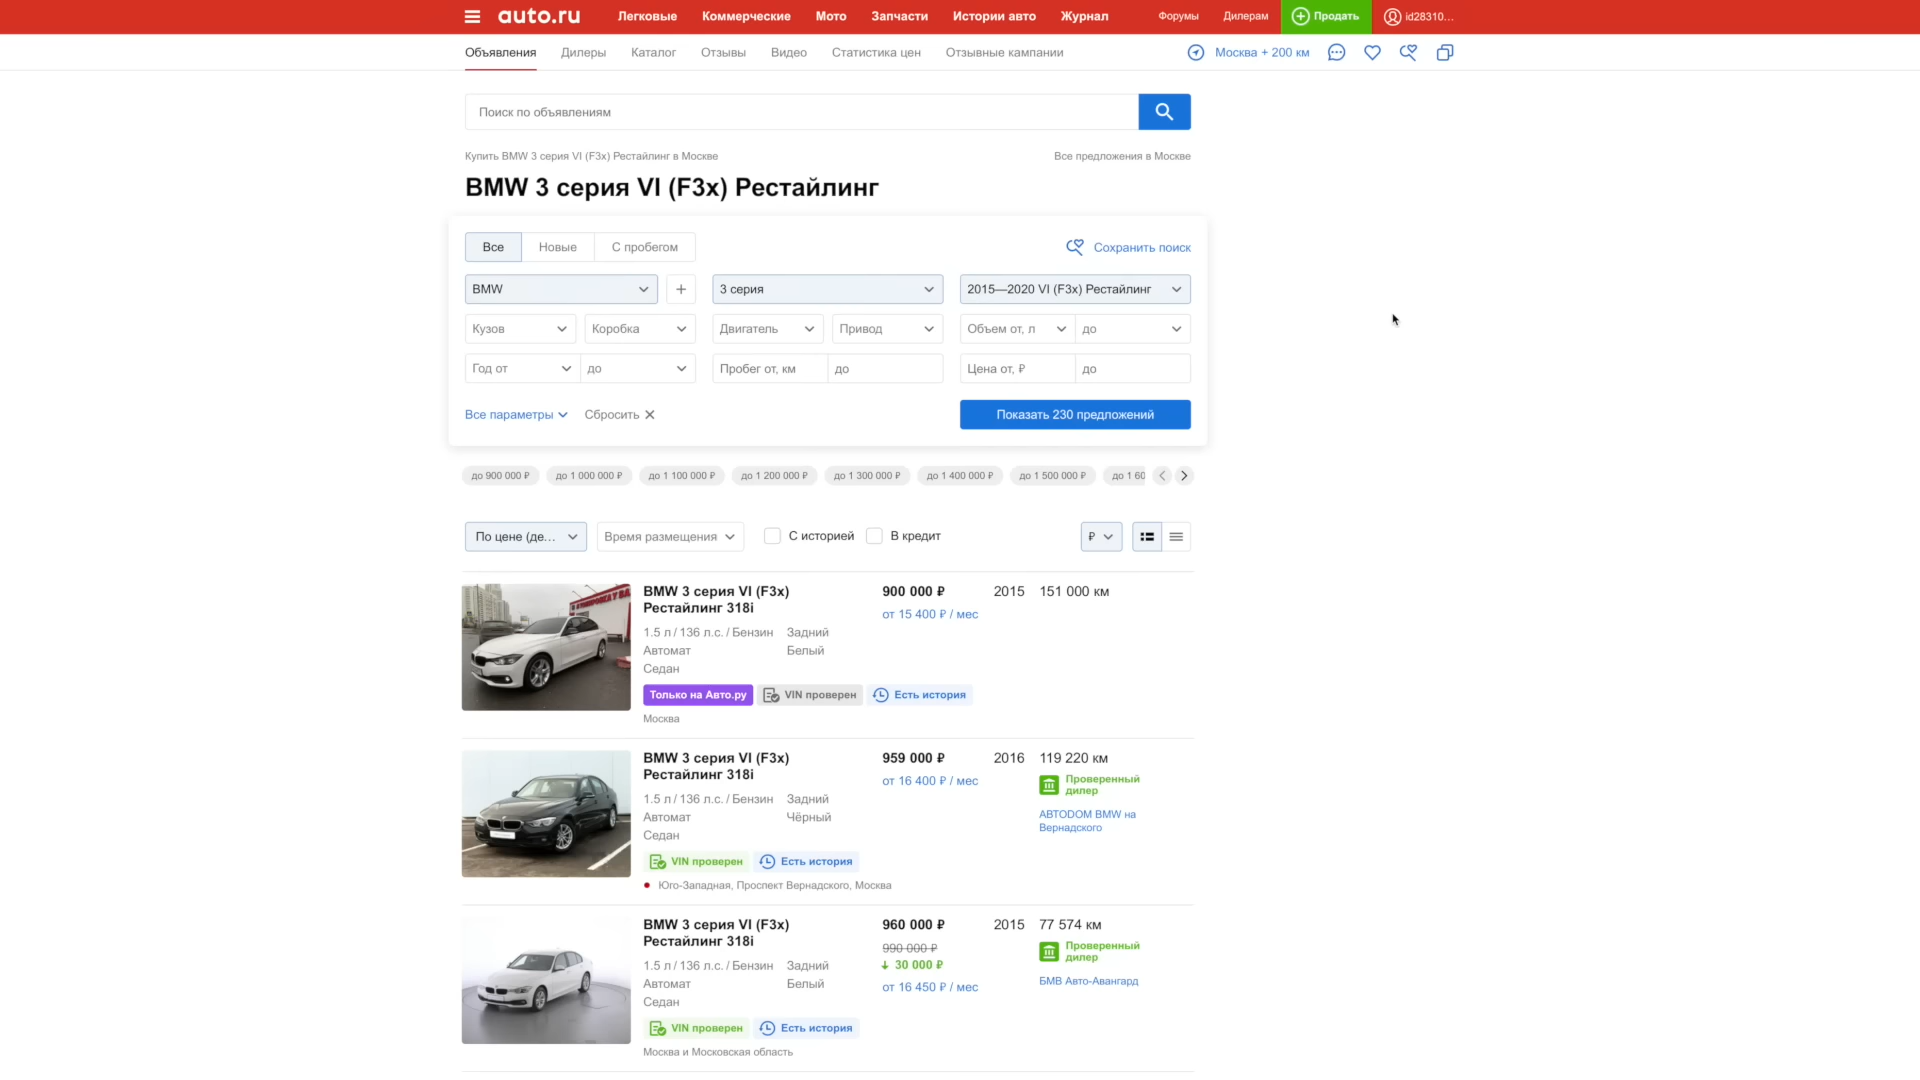 auto.ru Легковые Коммерческие Мото Запчасти Истории авто Журнал Форумы Дилерам Продать id28310...
Объявления Дилеры Каталог Отзывы Видео Статистика цен Отзывные кампании Москва + 200 км
Поиск по объявлениям
Купить BMW 3 серия VI (F3x) Рестайлинг в Москве Все предложения в Москве
BMW 3 серия VI (F3x) Рестайлинг
Все Новые С пробегом Сохранить поиск
BMW 3 серия 2015—2020 VI (F3x) Рестайлинг
Кузов Коробка Двигатель Привод Объем от, л до
Год от до Пробег от, км до Цена от, ₽ до
Все параметры Сбросить Показать 230 предложений
до 900 000 ₽ до 1 000 000 ₽ до 1 100 000 ₽ до 1 200 000 ₽ до 1 300 000 ₽ до 1 400 000 ₽ до 1 500 000 ₽ до 1 60
По цене (де... Время размещения С историей В кредит ₽
BMW 3 серия VI (F3x) 900 000 ₽ 2015 151 000 км
Рестайлинг 318i
от 15 400 ₽ / мес
1.5 л / 136 л.с. / Бензин Задний
Автомат Белый
Седан
Только на Авто.ру VIN проверен Есть история
Москва
BMW 3 серия VI (F3x) 959 000 ₽ 2016 119 220 км
Рестайлинг 318i
от 16 400 ₽ / мес Проверенный
дилер
1.5 л / 136 л.с. / Бензин Задний
Автомат Чёрный АВТODOM BMW на
Вернадского
Седан
VIN проверен Есть история
Юго-Западная, Проспект Вернадского, Москва
BMW 3 серия VI (F3x) 960 000 ₽ 2015 77 574 км
Рестайлинг 318i
990 000 ₽ Проверенный
дилер
1.5 л / 136 л.с. / Бензин Задний 30 000 ₽
Автомат Белый от 16 450 ₽ / мес БМВ Авто-Авангард
Седан
VIN проверен Есть история
Москва и Московская область